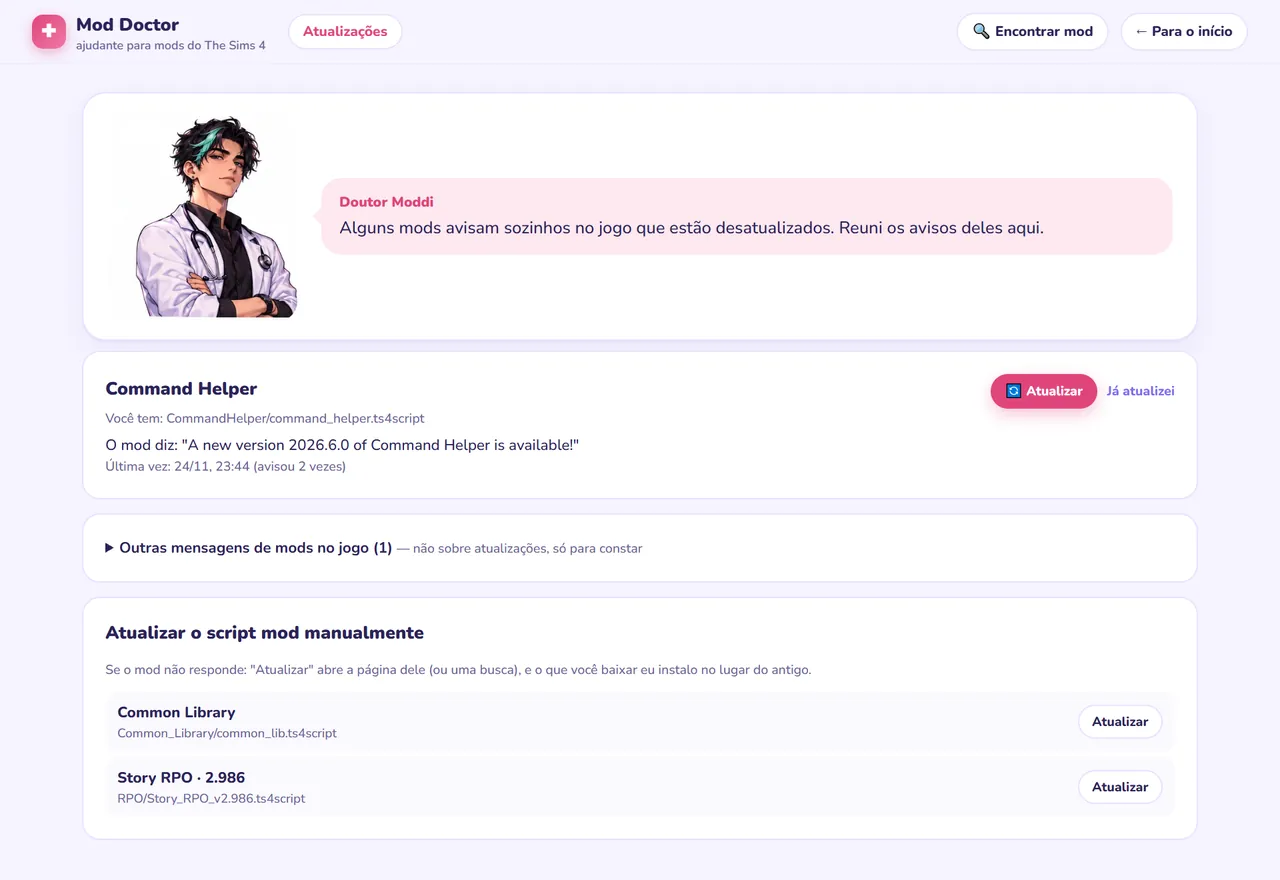 Mod Doctor
ajudante para mods do The Sims 4
Atualizações
🔍 Encontrar mod
← Para o início
Doutor Moddi
Alguns mods avisam sozinhos no jogo que estão desatualizados. Reuni os avisos deles aqui.
Command Helper
🔄 Atualizar
Já atualizei
Você tem: CommandHelper/command_helper.ts4script
O mod diz: "A new version 2026.6.0 of Command Helper is available!"
Última vez: 24/11, 23:44 (avisou 2 vezes)
▶ Outras mensagens de mods no jogo (1) — não sobre atualizações, só para constar
Atualizar o script mod manualmente
Se o mod não responde: "Atualizar" abre a página dele (ou uma busca), e o que você baixar eu instalo no lugar do antigo.
Common Library
Common_Library/common_lib.ts4script
Atualizar
Story RPO · 2.986
RPO/Story_RPO_v2.986.ts4script
Atualizar